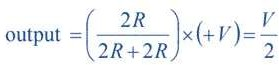 output = ( 2R / (2R + 2R) ) × (+V) = V / 2